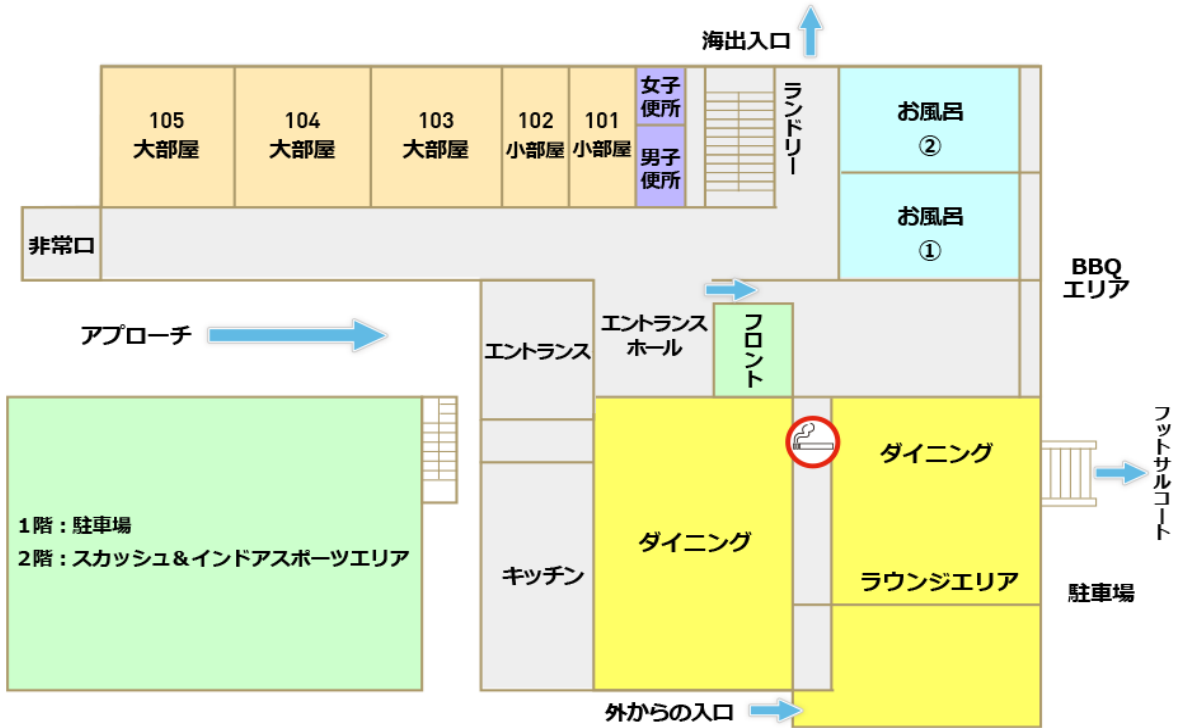 海出入口
105
大部屋
104
大部屋
103
大部屋
102
小部屋
101
小部屋
女子
便所
男子
便所
ランドリー
お風呂
②
お風呂
①
非常口
BBQ
エリア
アプローチ
エントランス
エントランス
ホール
フロント
1階：駐車場
2階：スカッシュ＆インドアスポーツエリア
キッチン
ダイニング
ダイニング
ラウンジエリア
フットサルコート
駐車場
外からの入口